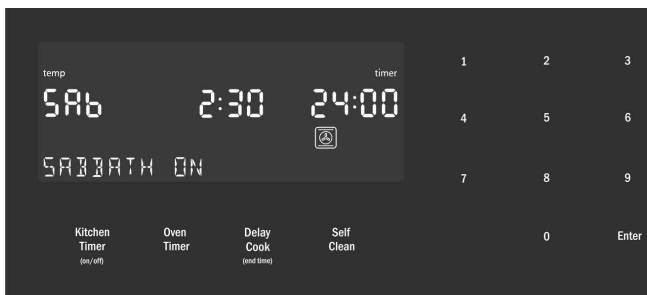 temp timer
SAb 2:30 24:00
SABBATH ON
Kitchen Timer (on/off)
Oven Timer
Delay Cook (end time)
Self Clean
1 2 3
4 5 6
7 8 9
0 Enter